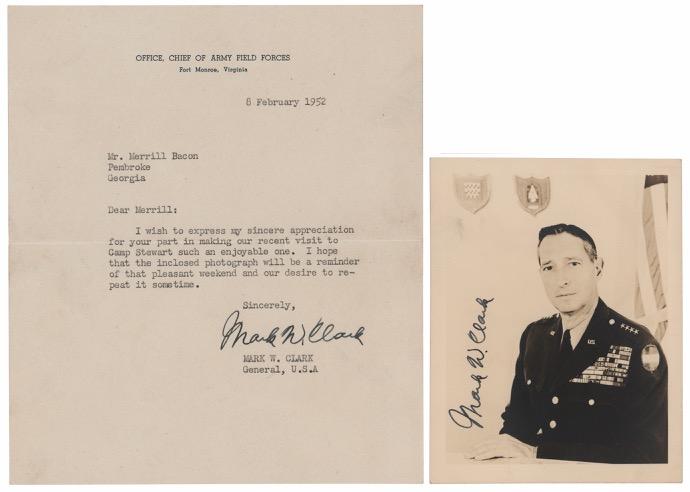 OFFICE, CHIEF OF ARMY FIELD FORCES
Fort Monroe, Virginia
8 February 1952
Mr. Merrill Bacon
Pembroke
Georgia
Dear Merrill:
I wish to express my sincere appreciation
for your part in making our recent visit to
Camp Stewart such an enjoyable one. I hope
that the inclosed photograph will be a reminder
of that pleasant weekend and our desire to re-
peat it sometime.
Sincerely,
Mark W. Clark
MARK W. CLARK
General, U.S.A
Mark W. Clark
US